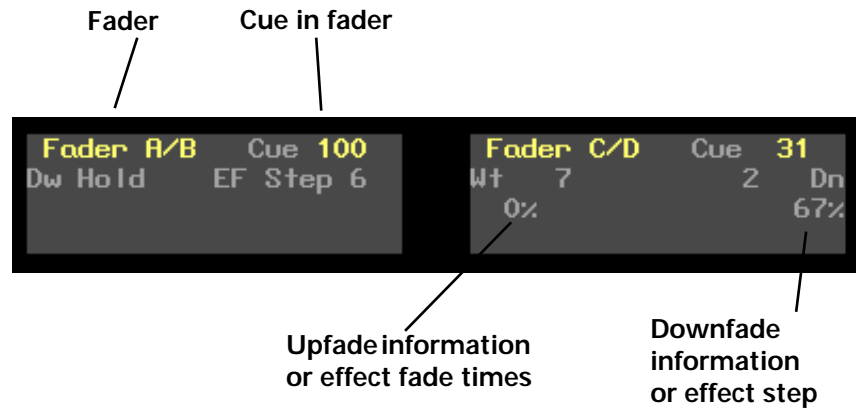 Fader
Cue in fader
Fader A/B Cue 100
Dw Hold EF Step 6
Fader C/D Cue 31
Wt 7 2 Dn
0% 67%
Upfade information
or effect fade times
Downfade
information
or effect step